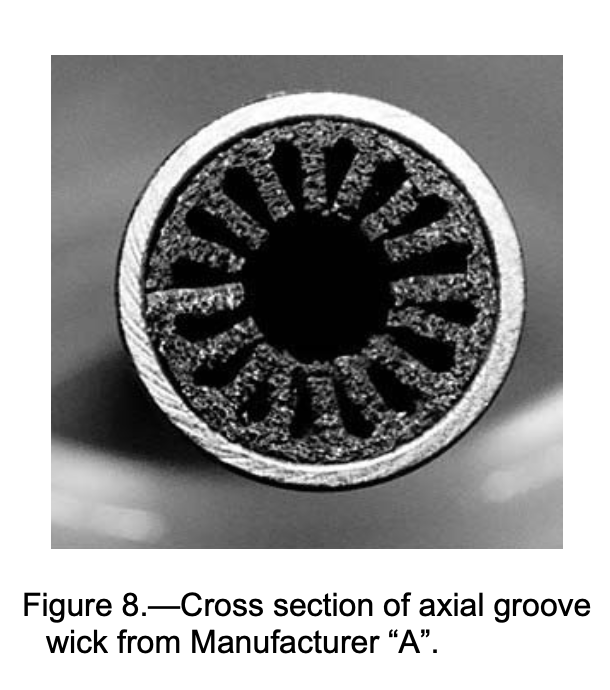 Figure 8.—Cross section of axial groove
wick from Manufacturer “A”.